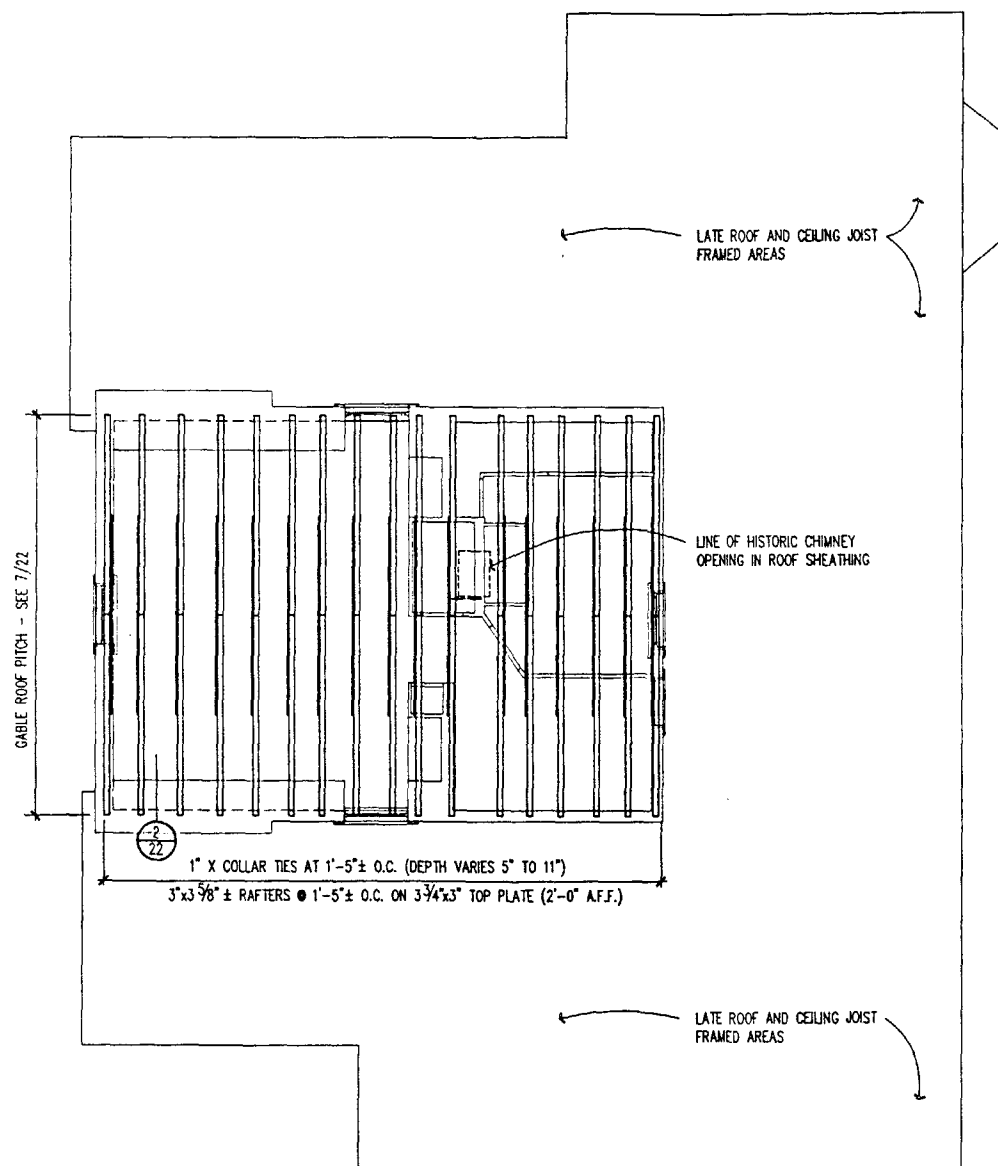 LATE ROOF AND CEILING JOIST
FRAMED AREAS
LINE OF HISTORIC CHIMNEY
OPENING IN ROOF SHEATHING
GABLE ROOF PITCH - SEE 7/22
2
22
1" X COLLAR TIES AT 1'-5"± O.C. (DEPTH VARIES 5" TO 11")
3"x3 5/8" ± RAFTERS @ 1'-5"± O.C. ON 3 3/4"x3" TOP PLATE (2'-0" A.F.F.)
LATE ROOF AND CEILING JOIST
FRAMED AREAS